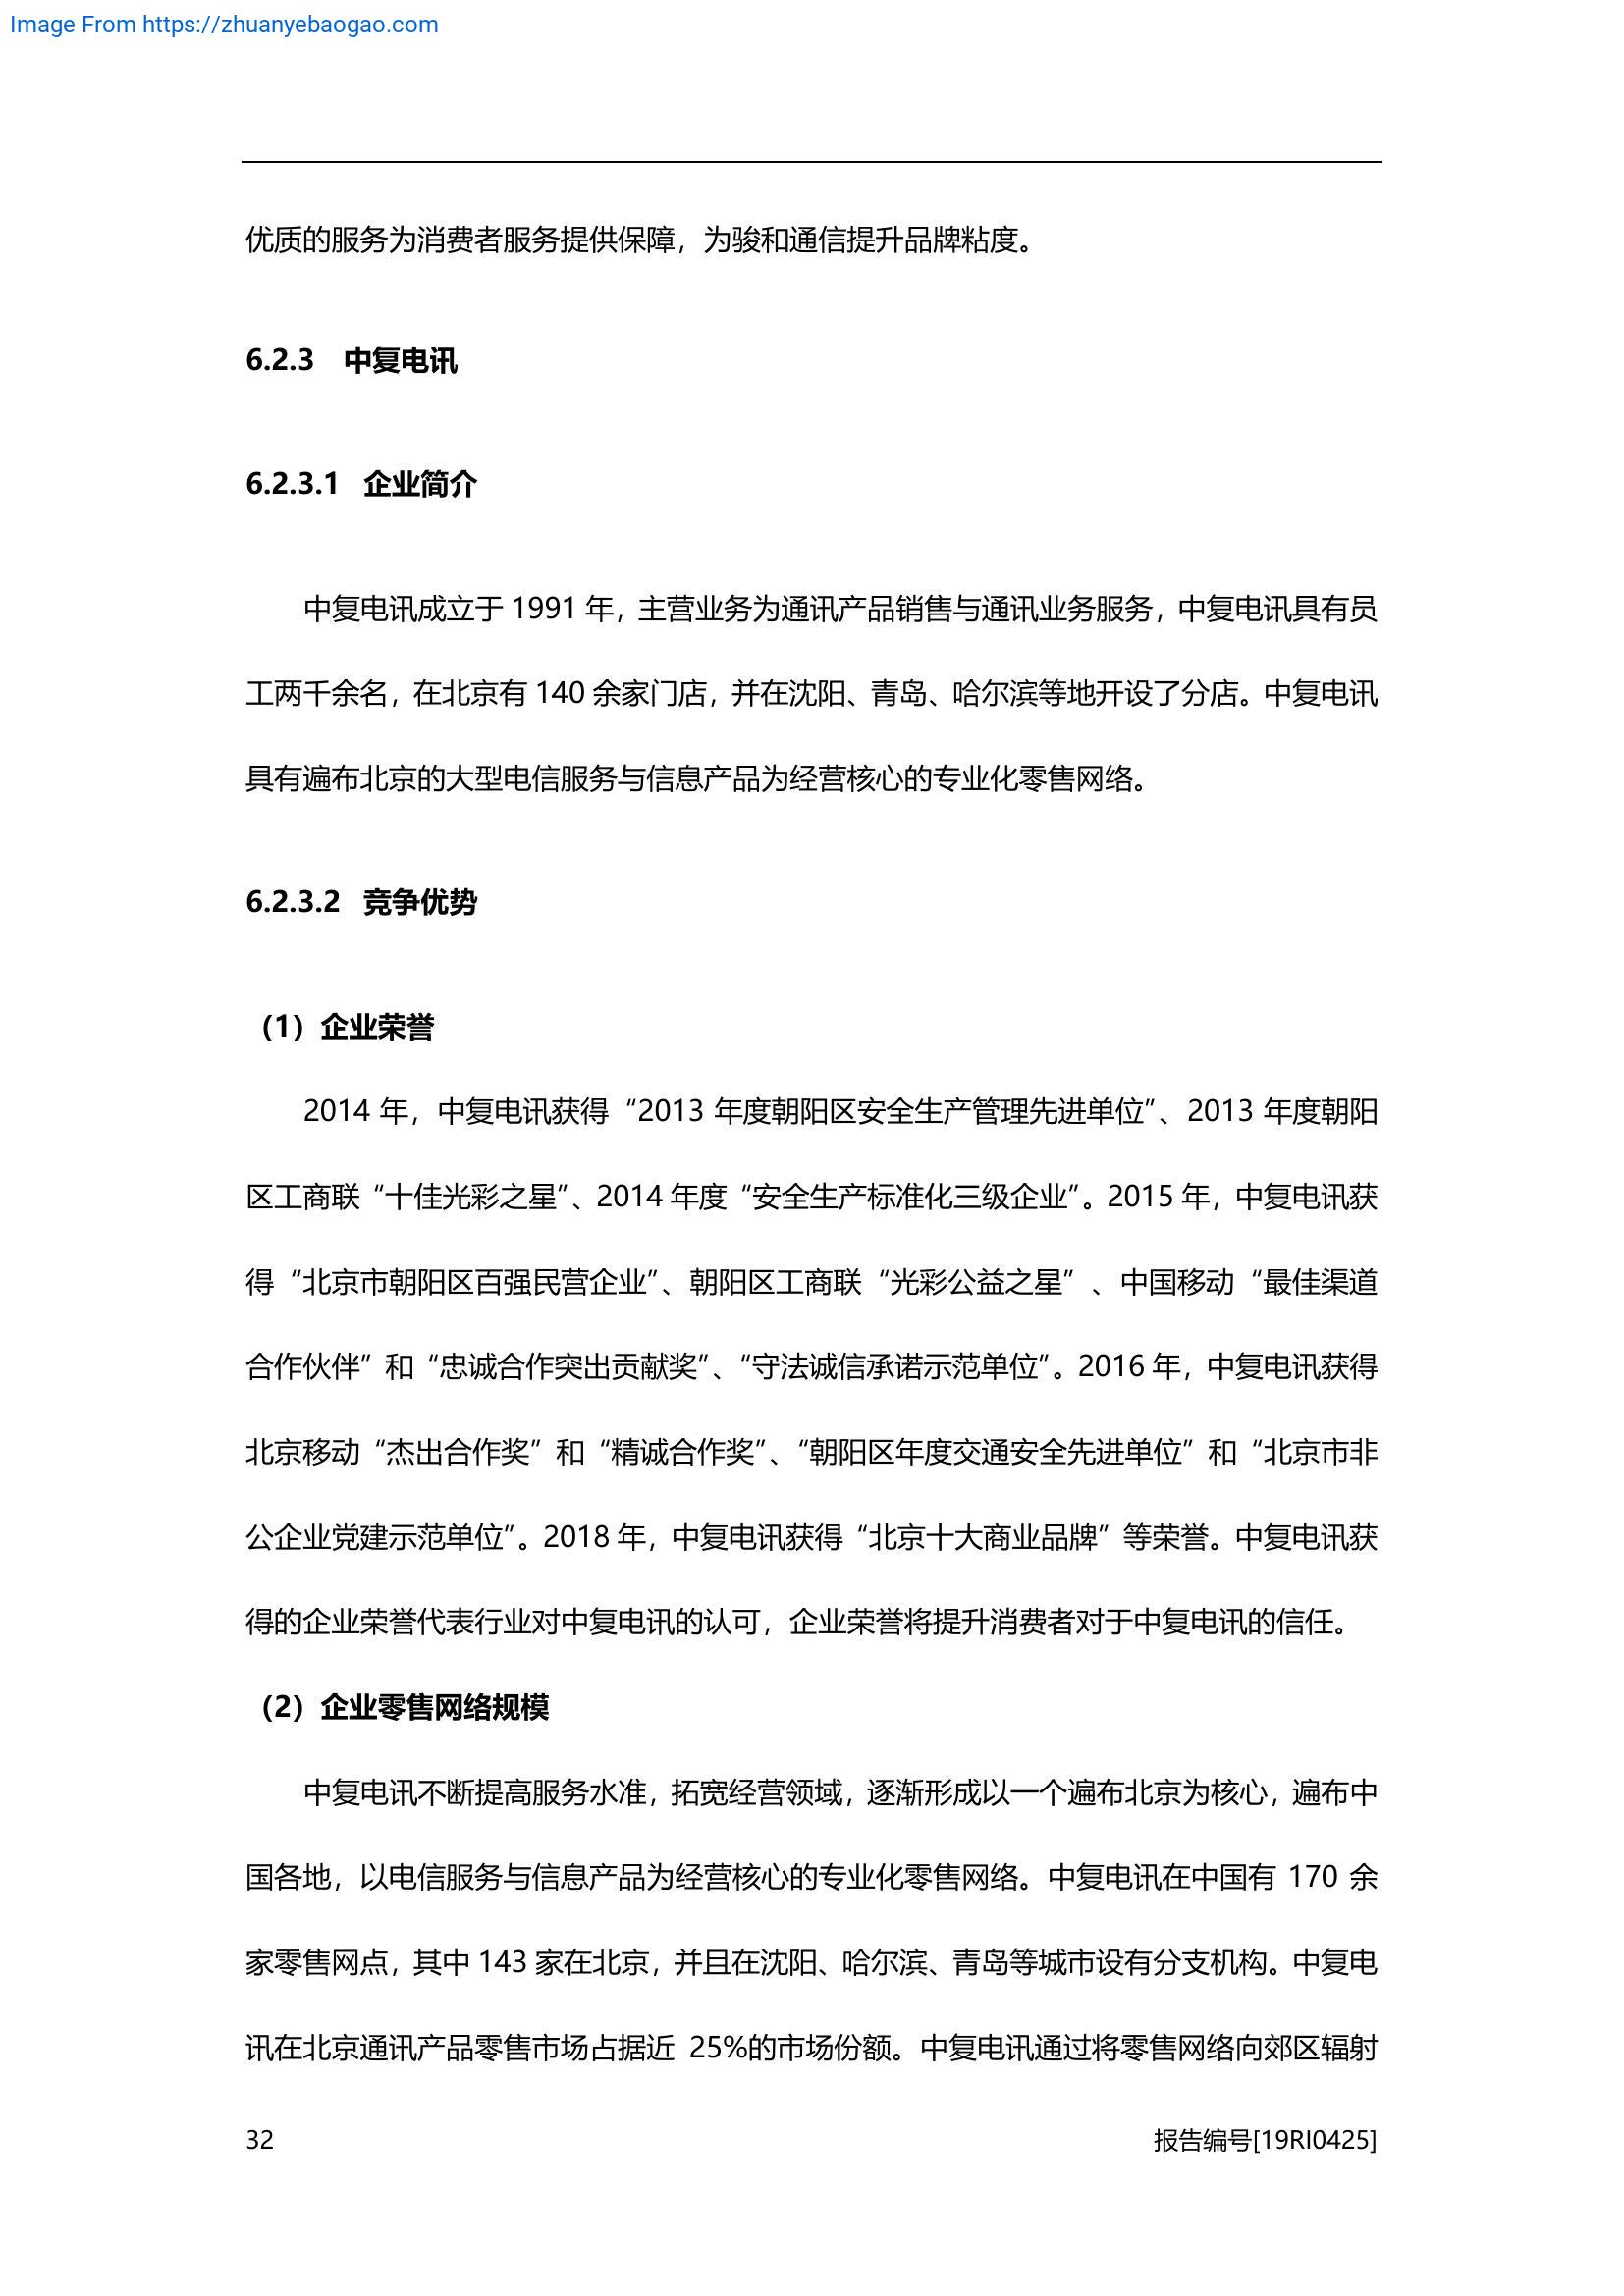 Image From https://zhuanyebaogao.com
优质的服务为消费者服务提供保障，为骏和通信提升品牌粘度。
6.2.3 中复电讯
6.2.3.1 企业简介
中复电讯成立于 1991 年，主营业务为通讯产品销售与通讯业务服务，中复电讯具有员
工两千余名，在北京有 140 余家门店，并在沈阳、青岛、哈尔滨等地开设了分店。中复电讯
具有遍布北京的大型电信服务与信息产品为经营核心的专业化零售网络。
6.2.3.2 竞争优势
（1）企业荣誉
2014 年，中复电讯获得“2013 年度朝阳区安全生产管理先进单位”、2013 年度朝阳
区工商联“十佳光彩之星”、2014 年度“安全生产标准化三级企业”。2015 年，中复电讯获
得“北京市朝阳区百强民营企业”、朝阳区工商联“光彩公益之星” 、中国移动“最佳渠道
合作伙伴”和“忠诚合作突出贡献奖”、“守法诚信承诺示范单位”。2016 年，中复电讯获得
北京移动“杰出合作奖”和“精诚合作奖”、“朝阳区年度交通安全先进单位”和“北京市非
公企业党建示范单位”。2018 年，中复电讯获得“北京十大商业品牌”等荣誉。中复电讯获
得的企业荣誉代表行业对中复电讯的认可，企业荣誉将提升消费者对于中复电讯的信任。
（2）企业零售网络规模
中复电讯不断提高服务水准，拓宽经营领域，逐渐形成以一个遍布北京为核心，遍布中
国各地，以电信服务与信息产品为经营核心的专业化零售网络。中复电讯在中国有 170 余
家零售网点，其中 143 家在北京，并且在沈阳、哈尔滨、青岛等城市设有分支机构。中复电
讯在北京通讯产品零售市场占据近 25%的市场份额。中复电讯通过将零售网络向郊区辐射
32 报告编号[19RI0425]